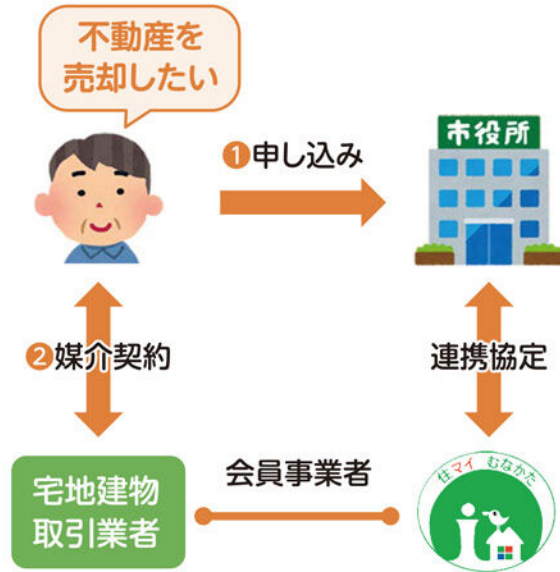 不動産を
売却したい
市役所
❶申し込み
❷媒介契約
連携協定
宅地建物
取引業者
会員事業者
住マイ むなかた